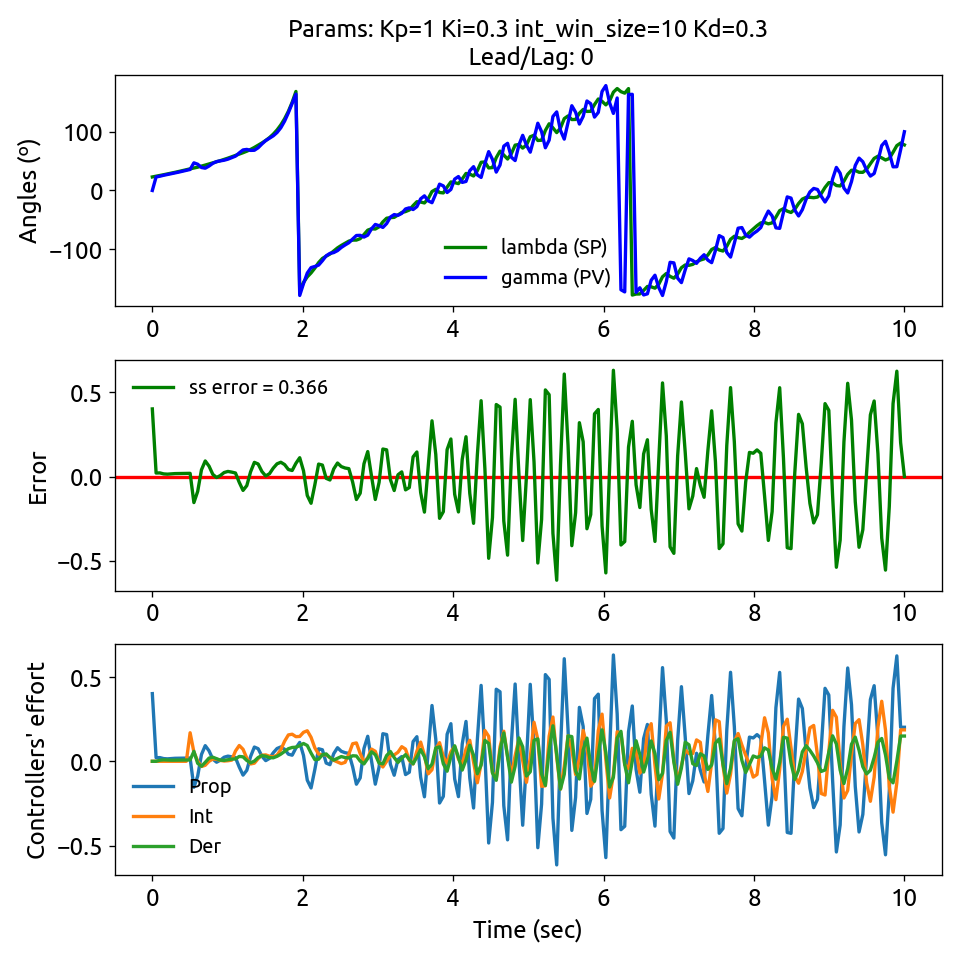 Params: Kp=1 Ki=0.3 int_win_size=10 Kd=0.3
Lead/Lag: 0
Angles (º)
100
0
−100
lambda (SP)
gamma (PV)
0 2 4 6 8 10
Error
0.5
0.0
−0.5
ss error = 0.366
0 2 4 6 8 10
Controllers' effort
0.5
0.0
−0.5
Prop
Int
Der
0 2 4 6 8 10
Time (sec)